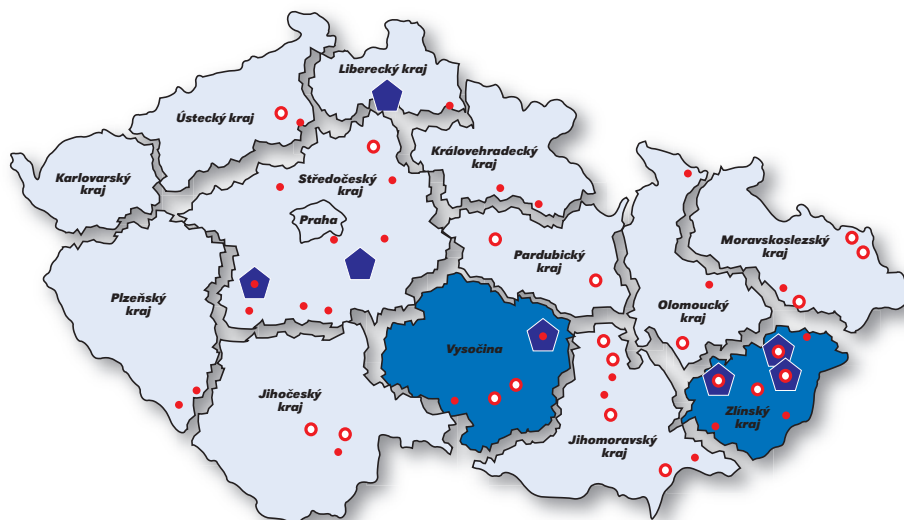 Liberecký kraj
Ústecký kraj
Královehradecký
kraj
Karlovarský
kraj
Středočeský
kraj
Praha
Pardubický
kraj
Moravskoslezský
kraj
Plzeňský
kraj
Olomoucký
kraj
Vysočina
Jihočeský
kraj
Zlínský
kraj
Jihomoravský
kraj